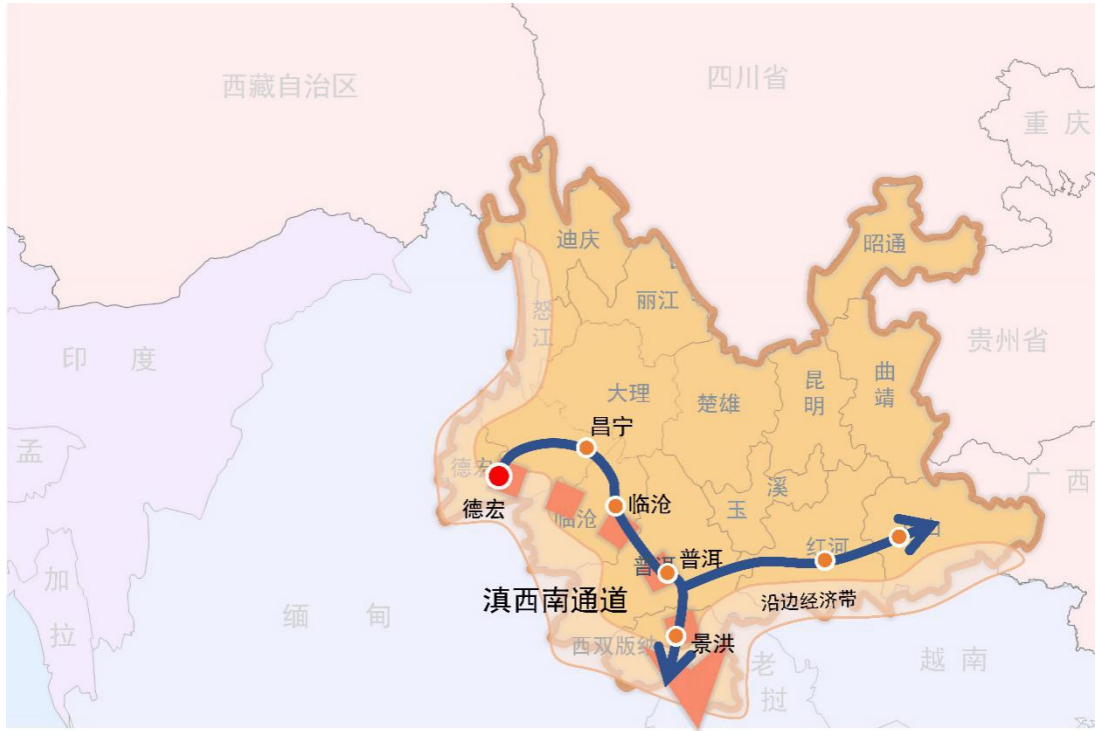 西藏自治区
四川省
重庆
迪庆
昭通
丽江
怒江
贵州省
印度
大理
楚雄
昆明
曲靖
昌宁
孟
德宏
德宏
广西
临沧
临沧
玉溪
红河
山
普洱
普洱
加拉
缅甸
滇西南通道
沿边经济带
西双版纳
景洪
老挝
越南